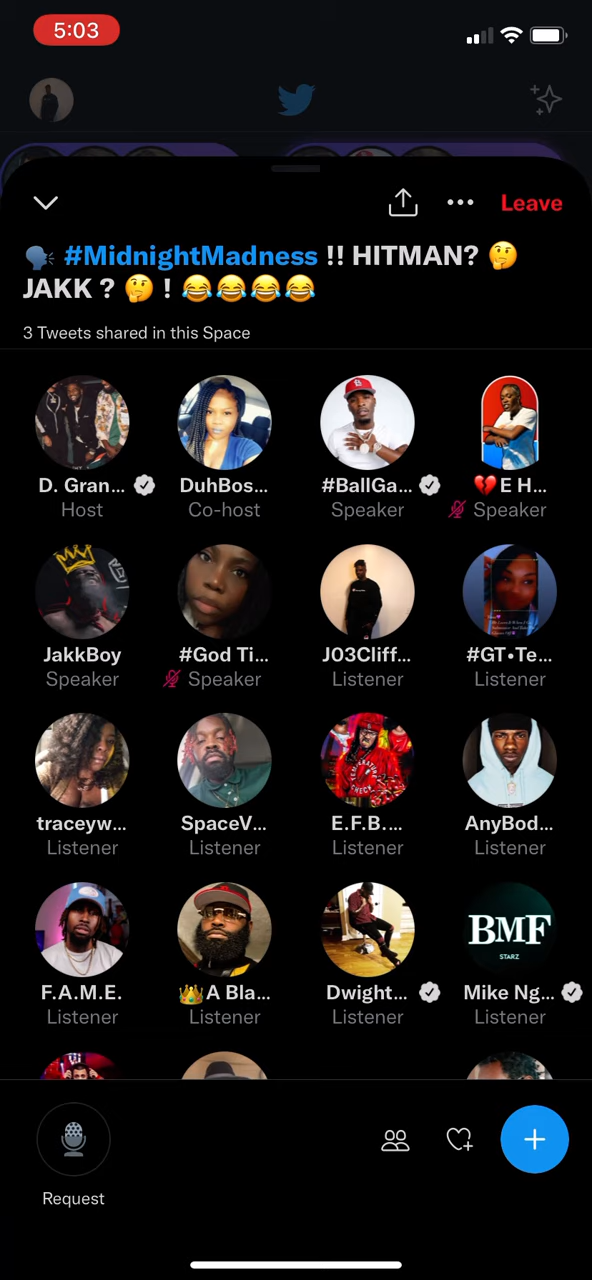 5:03
Leave
🗣️ #MidnightMadness !! HITMAN? 🤔
JAKK ? 🤔 ! 😂😂😂😂
3 Tweets shared in this Space
D. Gran... DuhBos... #BallGa... 💔E H...
Host Co-host Speaker Speaker
JakkBoy #God Ti... J03Cliff... #GT•Te...
Speaker Speaker Listener Listener
traceyw... SpaceV... E.F.B.... AnyBod...
Listener Listener Listener Listener
BMF
STARZ
F.A.M.E. 👑A Bla... Dwight... Mike Ng...
Listener Listener Listener Listener
Request